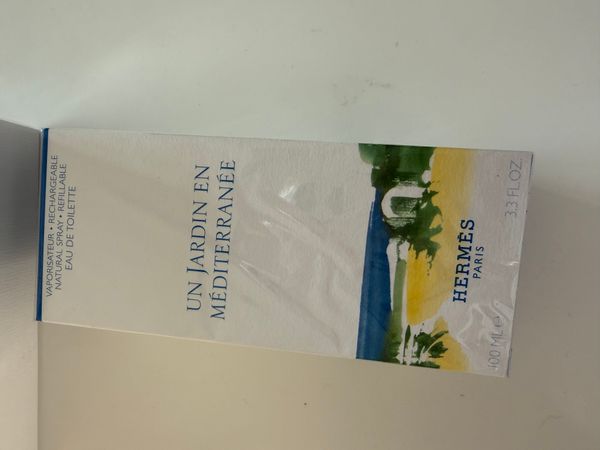 VAPORISATEUR • RECHARGEABLE
NATURAL SPRAY • REFILLABLE
EAU DE TOILETTE
UN JARDIN EN
MÉDITERRANÉE
HERMÈS
PARIS
100 ML e 3.3 FL.OZ